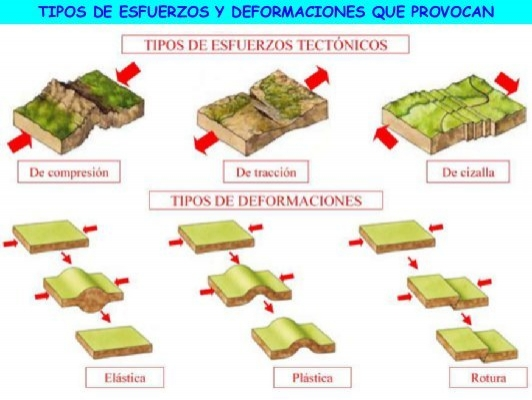 TIPOS DE ESFUERZOS Y DEFORMACIONES QUE PROVOCAN
TIPOS DE ESFUERZOS TECTÓNICOS
De compresión
De tracción
De cizalla
TIPOS DE DEFORMACIONES
Elástica
Plástica
Rotura